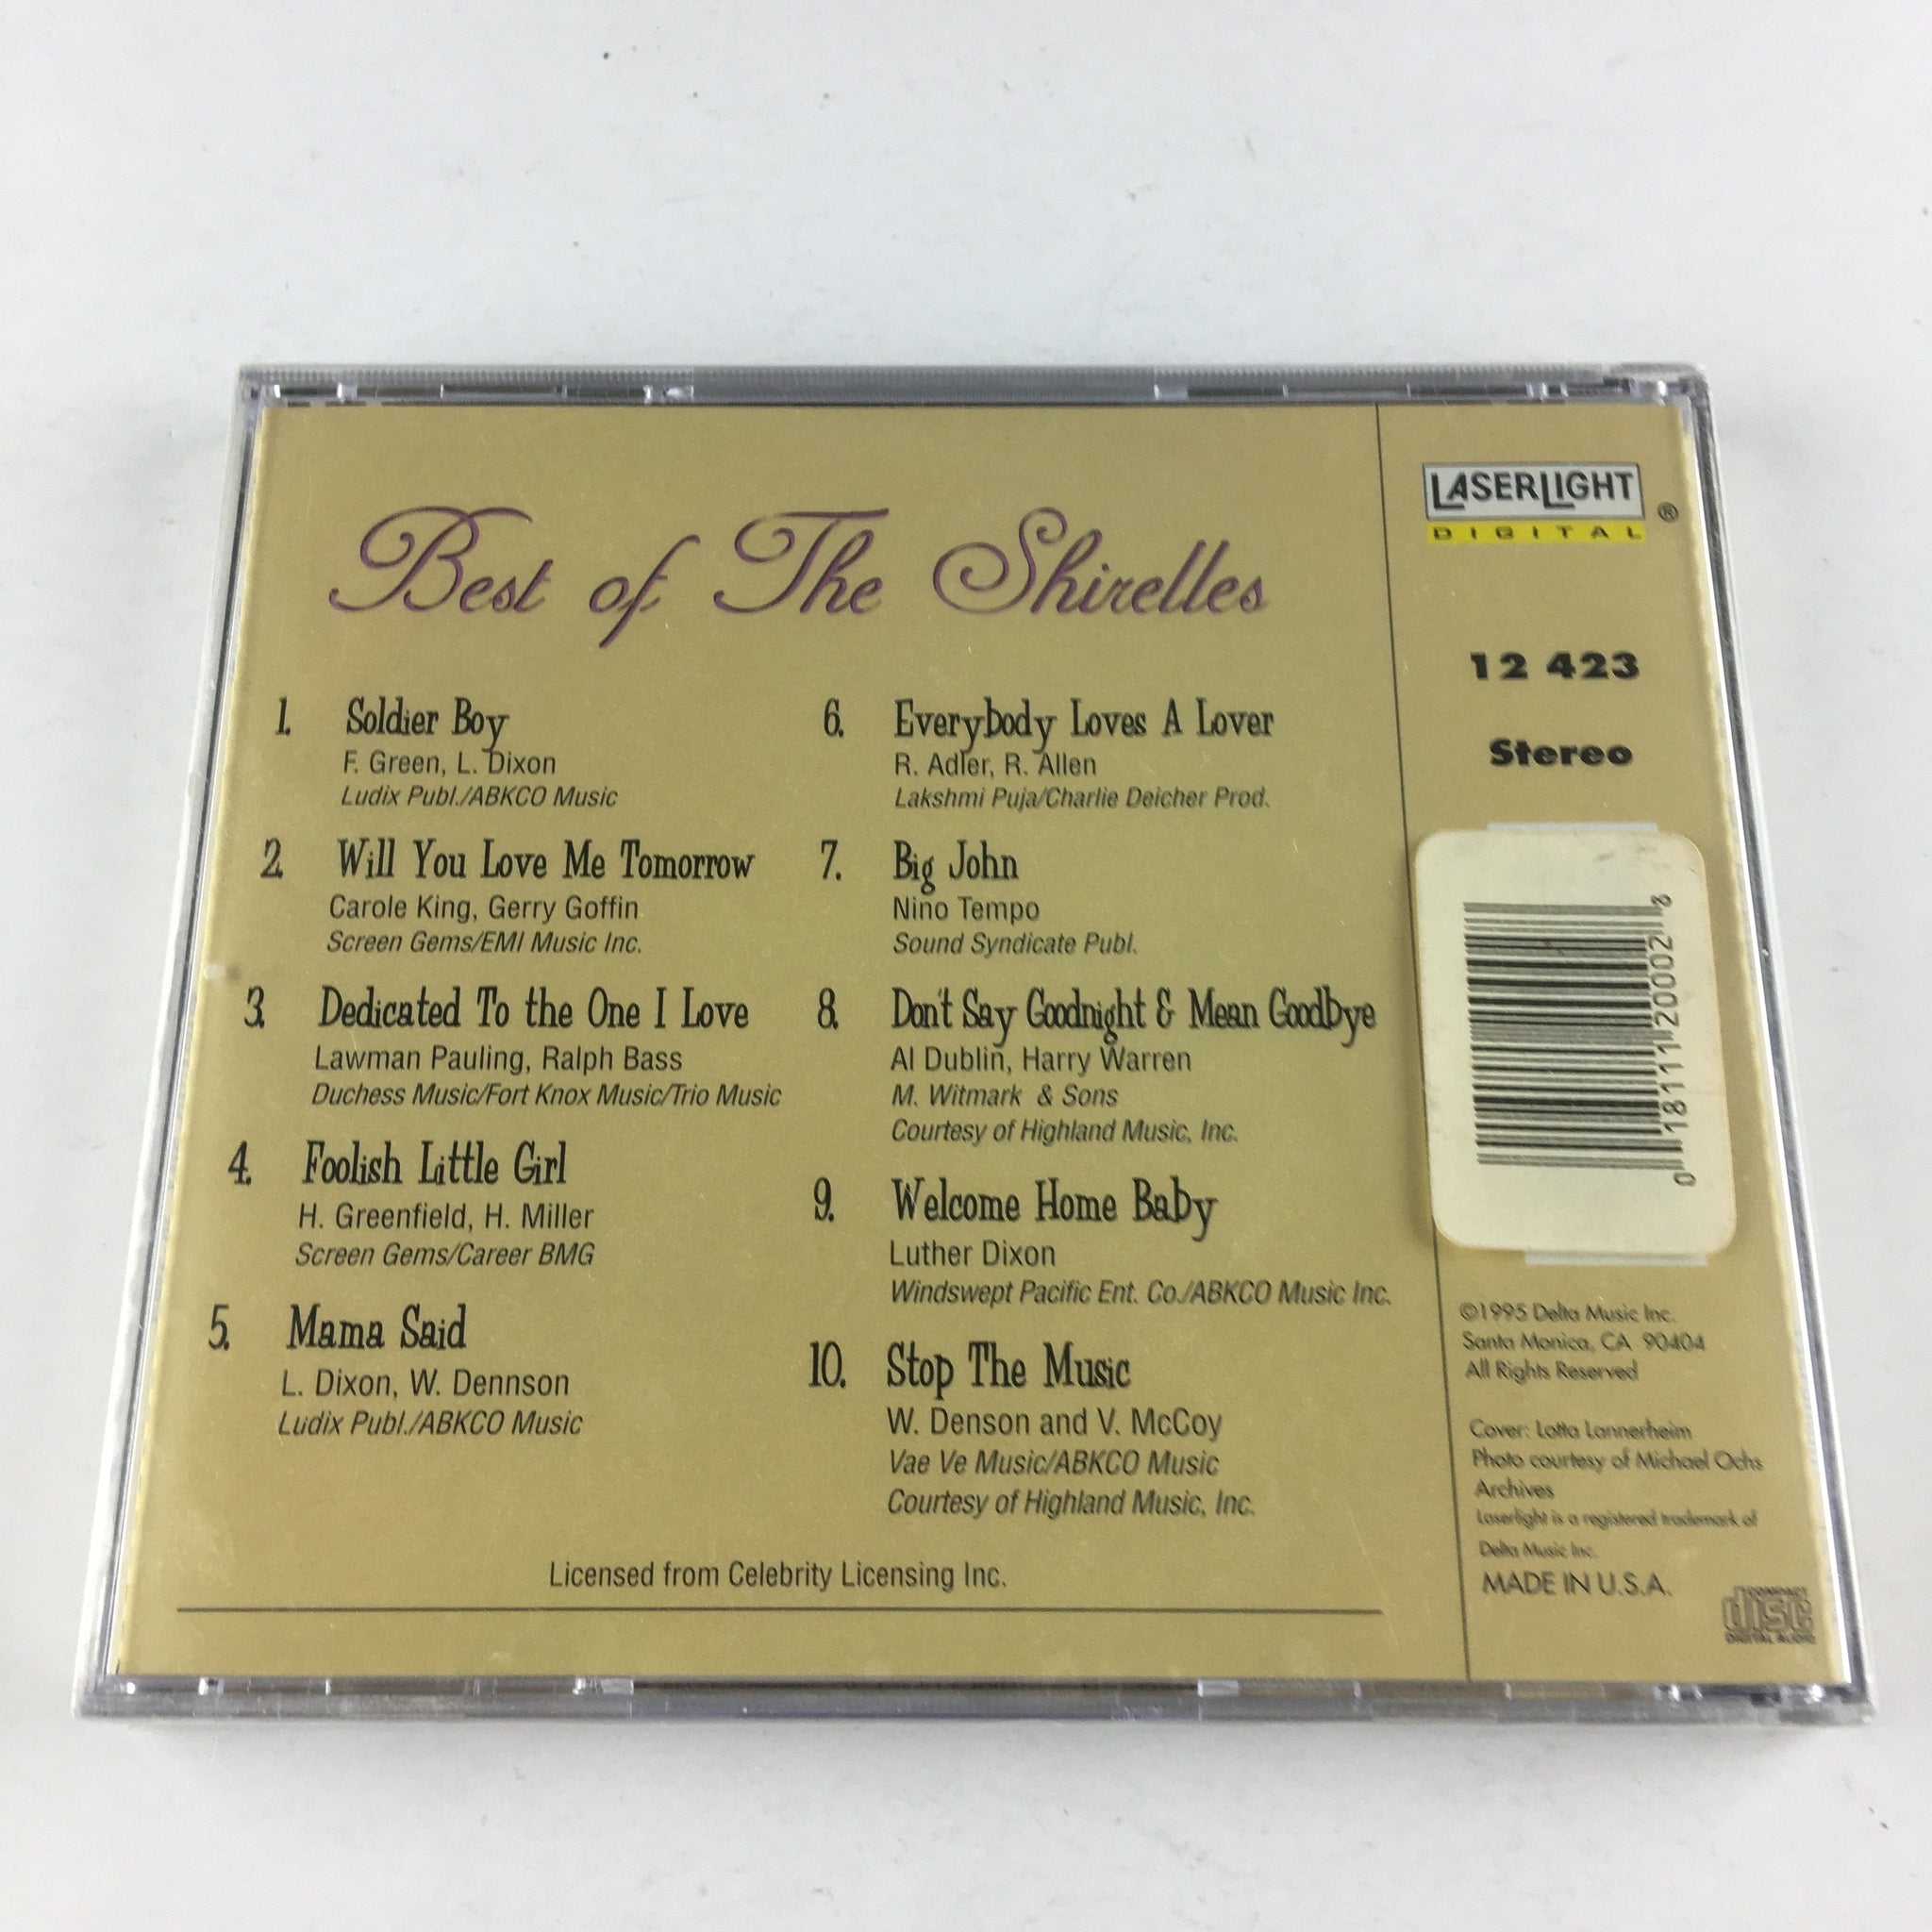 Best of The Shirelles
1. Soldier Boy
F. Green, L. Dixon
Ludix Publ./ABKCO Music
2. Will You Love Me Tomorrow
Carole King, Gerry Goffin
Screen Gems/EMI Music Inc.
3. Dedicated To the One I Love
Lawman Pauling, Ralph Bass
Duchess Music/Fort Knox Music/Trio Music
4. Foolish Little Girl
H. Greenfield, H. Miller
Screen Gems/Career BMG
5. Mama Said
L. Dixon, W. Dennson
Ludix Publ./ABKCO Music
6. Everybody Loves A Lover
R. Adler, R. Allen
Lakshmi Puja/Charlie Deicher Prod.
7. Big John
Nino Tempo
Sound Syndicate Publ.
8. Don't Say Goodnight & Mean Goodbye
Al Dublin, Harry Warren
M. Witmark & Sons
Courtesy of Highland Music, Inc.
9. Welcome Home Baby
Luther Dixon
Windswept Pacific Ent. Co./ABKCO Music Inc.
10. Stop The Music
W. Denson and V. McCoy
Vae Ve Music/ABKCO Music
Courtesy of Highland Music, Inc.
Licensed from Celebrity Licensing Inc.
LASERLIGHT ®
DIGITAL
12 423
Stereo
0 18111 20002 8
©1995 Delta Music Inc.
Santa Monica, CA 90404
All Rights Reserved
Cover: Lotta Lannerheim
Photo courtesy of Michael Ochs
Archives
Laserlight is a registered trademark of
Delta Music Inc.
MADE IN U.S.A.
COMPACT
disc
DIGITAL AUDIO